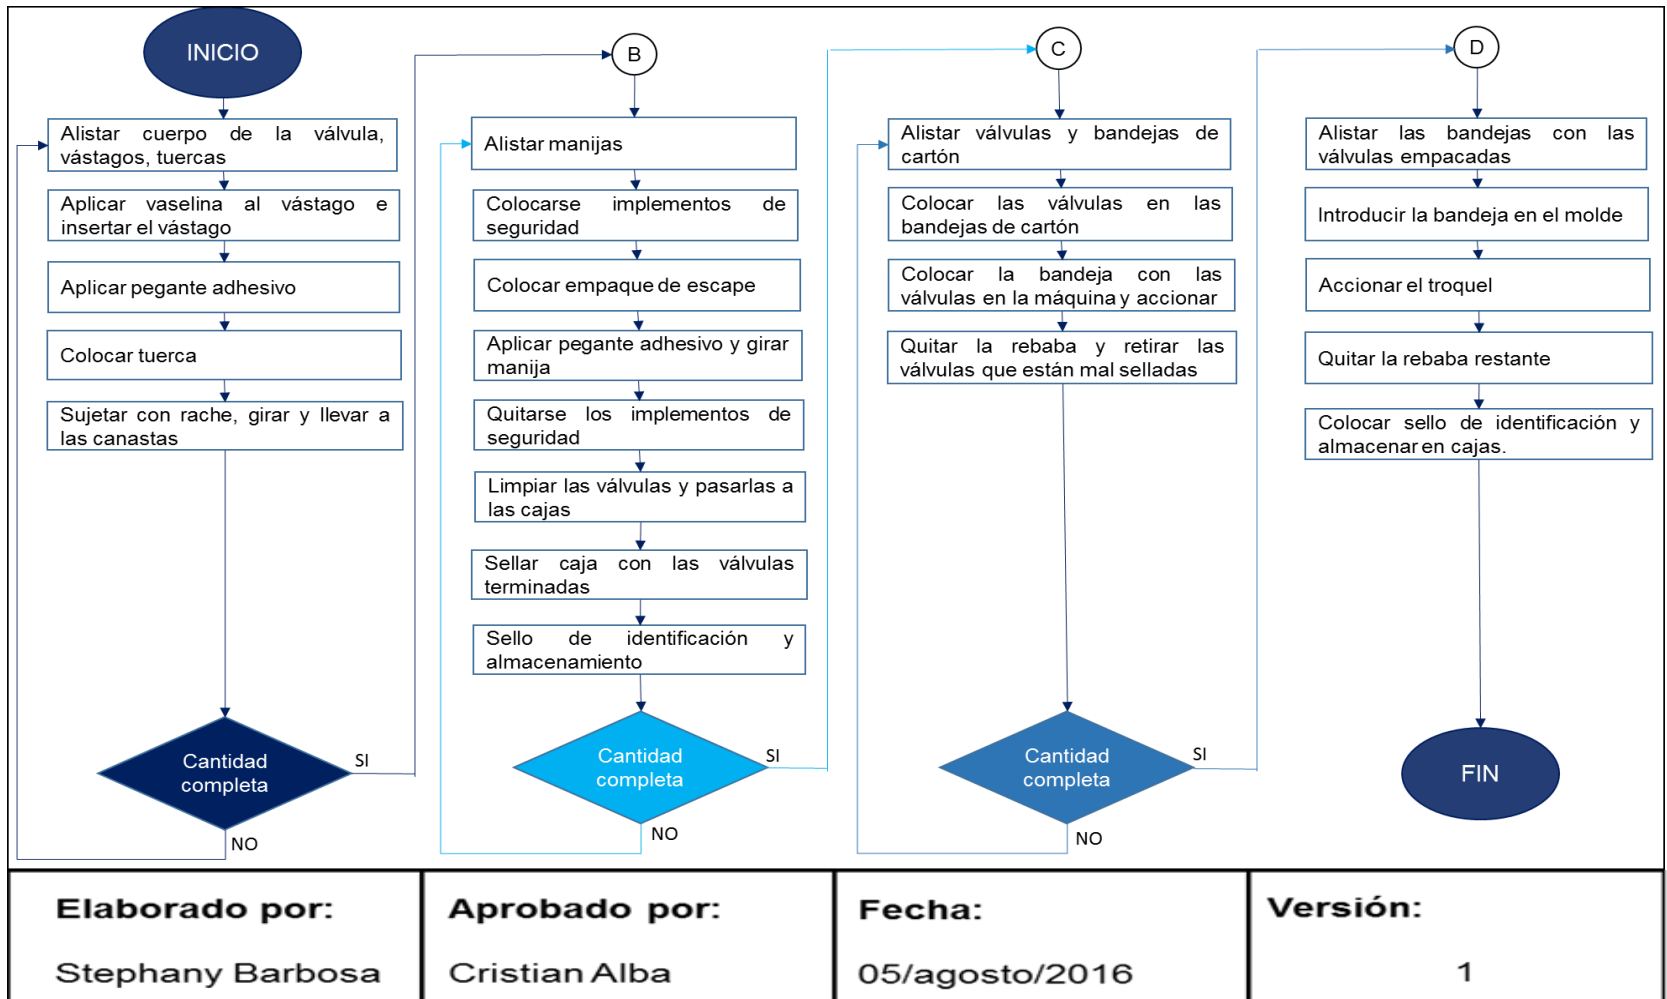 INICIO
Alistar cuerpo de la válvula,
vástagos, tuercas
Aplicar vaselina al vástago e
insertar el vástago
Aplicar pegante adhesivo
Colocar tuerca
Sujetar con rache, girar y llevar a
las canastas
Cantidad
completa
SI
NO
B
Alistar manijas
Colocarse implementos de
seguridad
Colocar empaque de escape
Aplicar pegante adhesivo y girar
manija
Quitarse los implementos de
seguridad
Limpiar las válvulas y pasarlas a
las cajas
Sellar caja con las válvulas
terminadas
Sello de identificación y
almacenamiento
Cantidad
completa
SI
NO
C
Alistar válvulas y bandejas de
cartón
Colocar las válvulas en las
bandejas de cartón
Colocar la bandeja con las
válvulas en la máquina y accionar
Quitar la rebaba y retirar las
válvulas que están mal selladas
Cantidad
completa
SI
NO
D
Alistar las bandejas con las
válvulas empacadas
Introducir la bandeja en el molde
Accionar el troquel
Quitar la rebaba restante
Colocar sello de identificación y
almacenar en cajas.
FIN
Elaborado por:
Stephany Barbosa
Aprobado por:
Cristian Alba
Fecha:
05/agosto/2016
Versión:
1